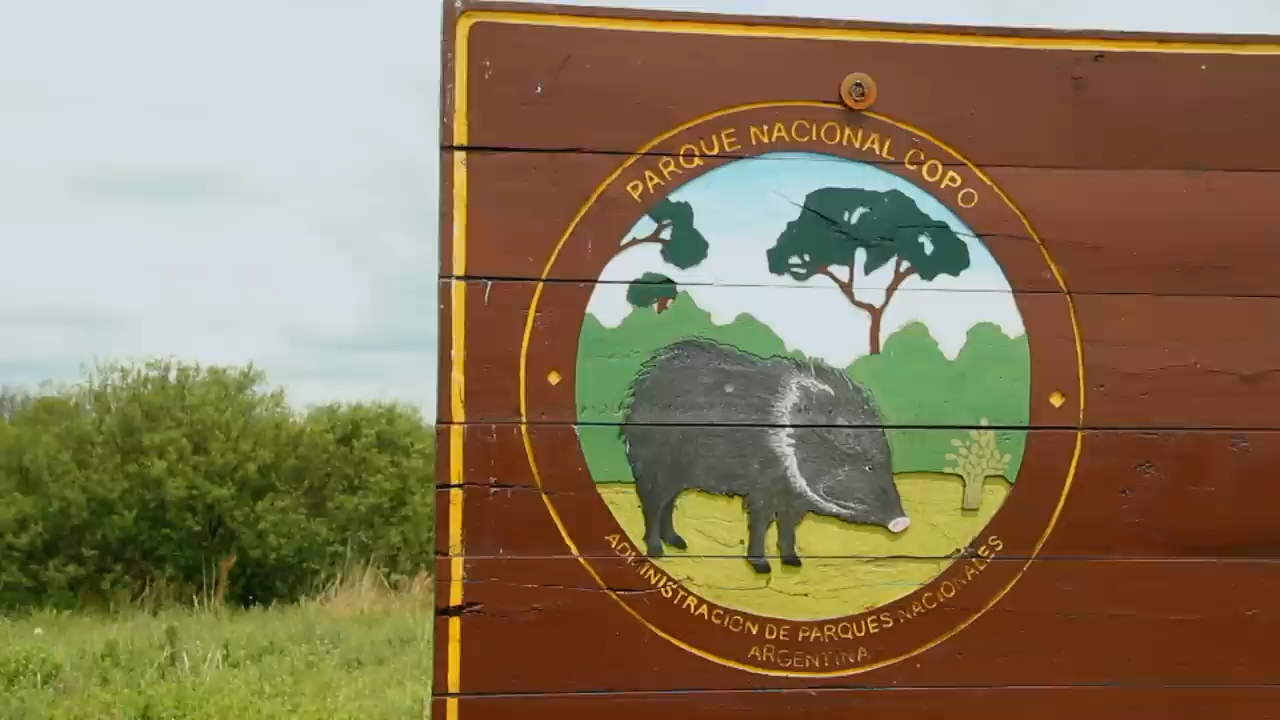 PARQUE NACIONAL COPO
ADMINISTRACION DE PARQUES NACIONALES
ARGENTINA